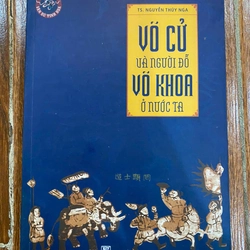 TS. NGUYỄN THÚY NGA
VÕ CỬ
VÀ NGƯỜI ĐỖ
VÕ KHOA
Ở NƯỚC TA